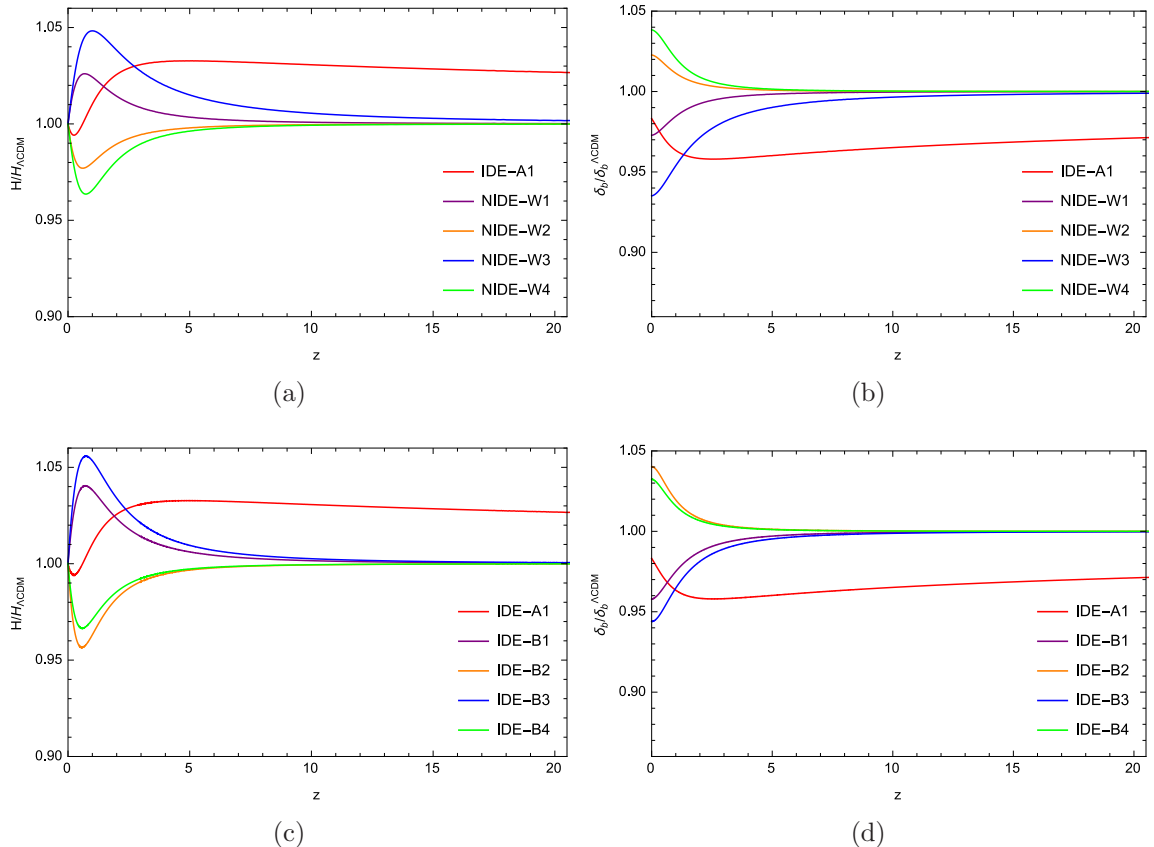 1.05
1.00
0.95
0.90
H/H_ΛCDM
0 5 10 15 20
z
IDE-A1
NIDE-W1
NIDE-W2
NIDE-W3
NIDE-W4
(a)
1.05
1.00
0.95
0.90
δ_b/δ_b^ΛCDM
0 5 10 15 20
z
IDE-A1
NIDE-W1
NIDE-W2
NIDE-W3
NIDE-W4
(b)
1.05
1.00
0.95
0.90
H/H_ΛCDM
0 5 10 15 20
z
IDE-A1
IDE-B1
IDE-B2
IDE-B3
IDE-B4
(c)
1.05
1.00
0.95
0.90
δ_b/δ_b^ΛCDM
0 5 10 15 20
z
IDE-A1
IDE-B1
IDE-B2
IDE-B3
IDE-B4
(d)